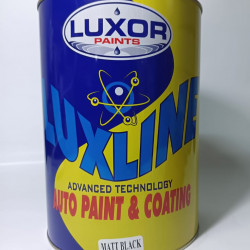 LUXOR
PAINTS
LUXLINE
ADVANCED TECHNOLOGY
AUTO PAINT & COATING
MATT BLACK